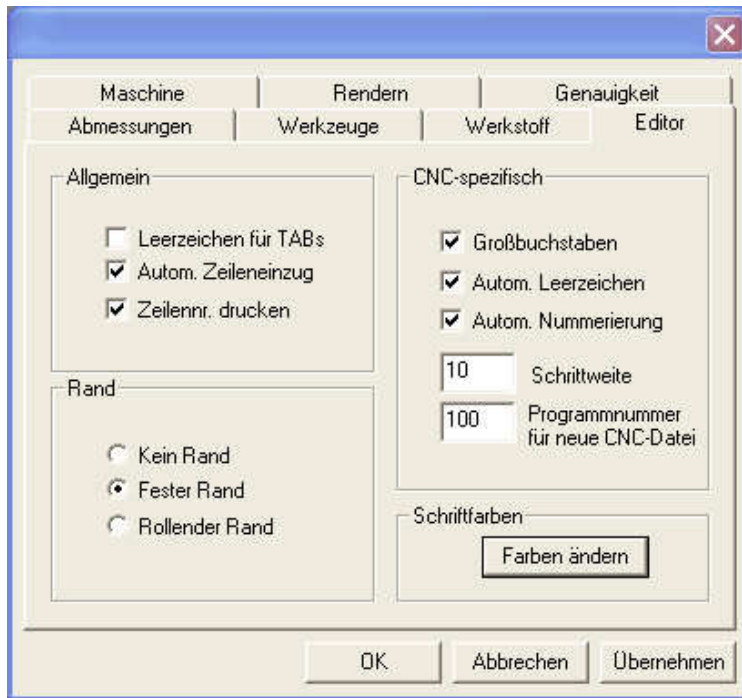 Maschine
Rendern
Genauigkeit
Abmessungen
Werkzeuge
Werkstoff
Editor
Allgemein
Leerzeichen für TABs
Autom. Zeileneinzug
Zeilennr. drucken
Rand
Kein Rand
Fester Rand
Rollender Rand
CNC-spezifisch
Großbuchstaben
Autom. Leerzeichen
Autom. Nummerierung
10 Schrittweite
100 Programmnummer
für neue CNC-Datei
Schriftfarben
Farben ändern
OK
Abbrechen
Übernehmen